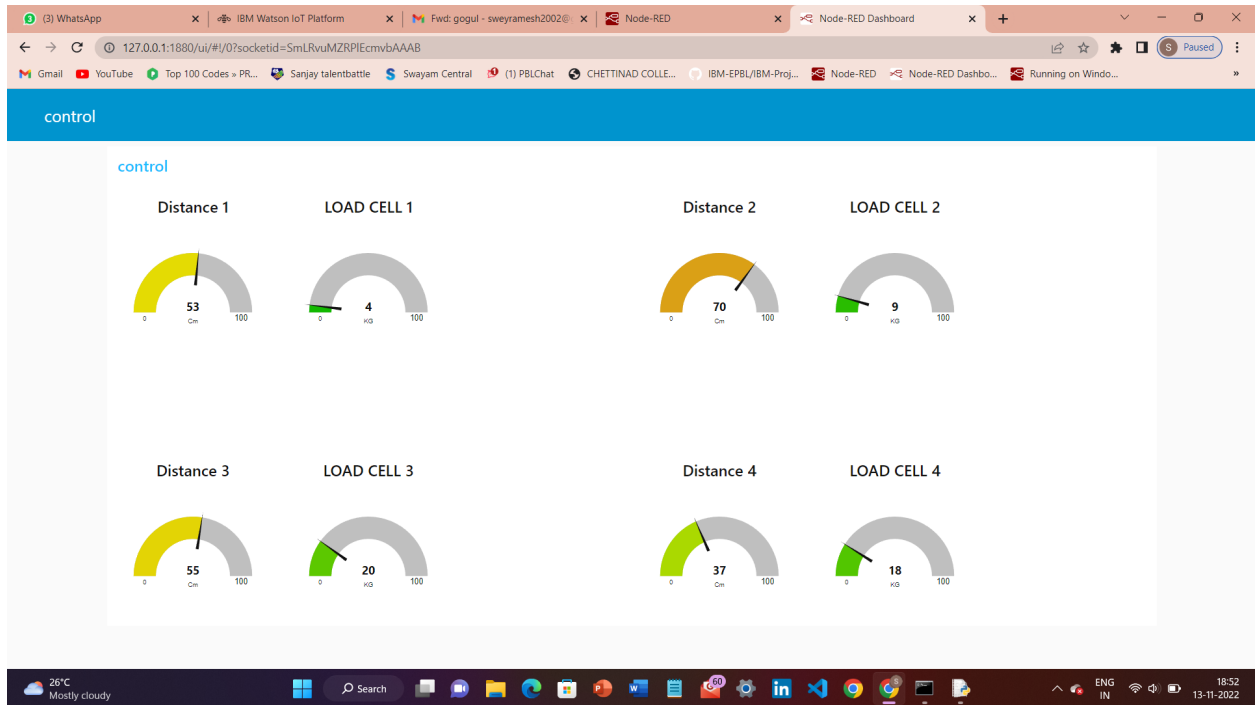 (3) WhatsApp
IBM Watson IoT Platform
Fwd: gogul - sweyramesh2002@
Node-RED
Node-RED Dashboard
127.0.0.1:1880/ui/#!/0?socketid=SmLRvuMZRPlEcmvbAAAB
S Paused
Gmail
YouTube
Top 100 Codes » PR...
Sanjay talentbattle
Swayam Central
(1) PBLChat
CHETTINAD COLLE...
IBM-EPBL/IBM-Proj...
Node-RED
Node-RED Dashbo...
Running on Windo...
»
control
control
Distance 1
53
Cm
0 100
LOAD CELL 1
4
KG
0 100
Distance 2
70
Cm
0 100
LOAD CELL 2
9
KG
0 100
Distance 3
55
Cm
0 100
LOAD CELL 3
20
KG
0 100
Distance 4
37
Cm
0 100
LOAD CELL 4
18
KG
0 100
26°C
Mostly cloudy
Search
60
ENG
IN
18:52
13-11-2022